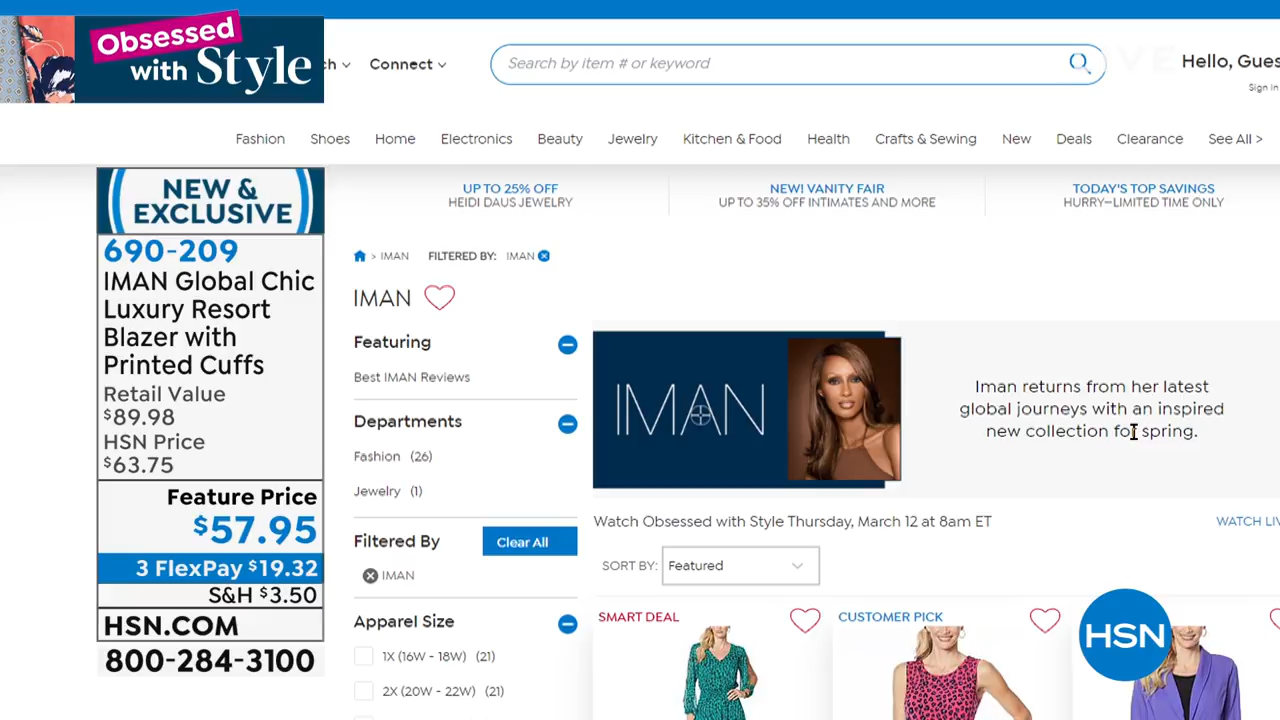 Obsessed
with Style
Connect
Search by item # or keyword
Hello, Gues
Sign In
Fashion Shoes Home Electronics Beauty Jewelry Kitchen & Food Health Crafts & Sewing New Deals Clearance See All >
NEW &
EXCLUSIVE
690-209
IMAN Global Chic
Luxury Resort
Blazer with
Printed Cuffs
Retail Value
$89.98
HSN Price
$63.75
Feature Price
$57.95
3 FlexPay $19.32
S&H $3.50
HSN.COM
800-284-3100
UP TO 25% OFF
HEIDI DAUS JEWELRY
NEW! VANITY FAIR
UP TO 35% OFF INTIMATES AND MORE
TODAY'S TOP SAVINGS
HURRY—LIMITED TIME ONLY
> IMAN FILTERED BY: IMAN
IMAN
Featuring
Best IMAN Reviews
Departments
Fashion (26)
Jewelry (1)
Filtered By Clear All
IMAN
Apparel Size
1X (16W - 18W) (21)
2X (20W - 22W) (21)
IMAN
Iman returns from her latest
global journeys with an inspired
new collection for spring.
Watch Obsessed with Style Thursday, March 12 at 8am ET
WATCH LIV
SORT BY: Featured
SMART DEAL
CUSTOMER PICK
HSN